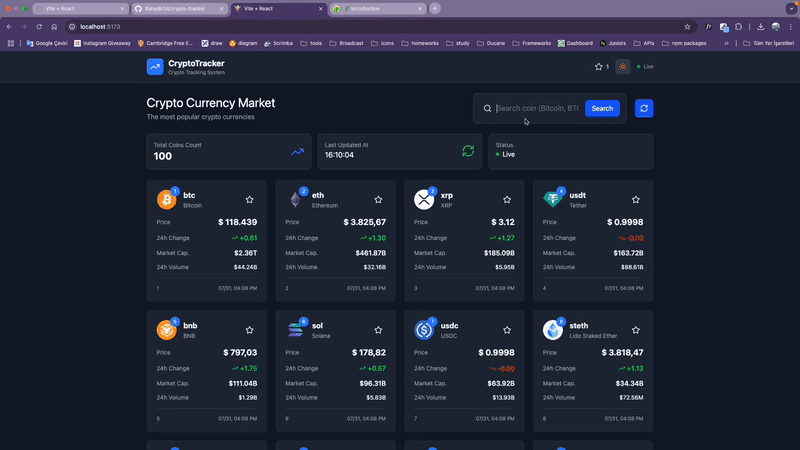 Vite + React
Rahadii634/crypto-tracker
Vite + React
Introduction
localhost:5173
Google Çeviri
Instagram Giveaway
Cambridge Free E...
draw
diagram
Scrimba
tools
Broadcast
icons
homeworks
study
Ducane
Frameworks
Dashboard
Juniors
APIs
npm packages
Tüm Yer İşaretleri
CryptoTracker
Crypto Tracking System
1
Live
Crypto Currency Market
The most popular crypto currencies
Search coin (Bitcoin, BTI
Search
Total Coins Count
100
Last Updated At
16:10:04
Status
Live
1
btc
Bitcoin
Price
$ 118.439
24h Change
+0.61
Market Cap.
$2.36T
24h Volume
$44.24B
1
07/31, 04:08 PM
2
eth
Ethereum
Price
$ 3.825,67
24h Change
+1.30
Market Cap.
$461.87B
24h Volume
$32.16B
2
07/31, 04:08 PM
3
xrp
XRP
Price
$ 3.12
24h Change
+1.27
Market Cap.
$185.09B
24h Volume
$5.95B
3
07/31, 04:08 PM
4
usdt
Tether
Price
$ 0.9998
24h Change
-0.02
Market Cap.
$163.72B
24h Volume
$88.61B
4
07/31, 04:08 PM
5
bnb
BNB
Price
$ 797,03
24h Change
+1.75
Market Cap.
$111.04B
24h Volume
$1.29B
5
07/31, 04:08 PM
6
sol
Solana
Price
$ 178,82
24h Change
+0.57
Market Cap.
$96.31B
24h Volume
$5.83B
6
07/31, 04:08 PM
7
usdc
USDC
Price
$ 0.9998
24h Change
-0.00
Market Cap.
$63.92B
24h Volume
$13.93B
7
07/31, 04:08 PM
8
steth
Lido Staked Ether
Price
$ 3.818,47
24h Change
+1.13
Market Cap.
$34.34B
24h Volume
$72.56M
8
07/31, 04:08 PM